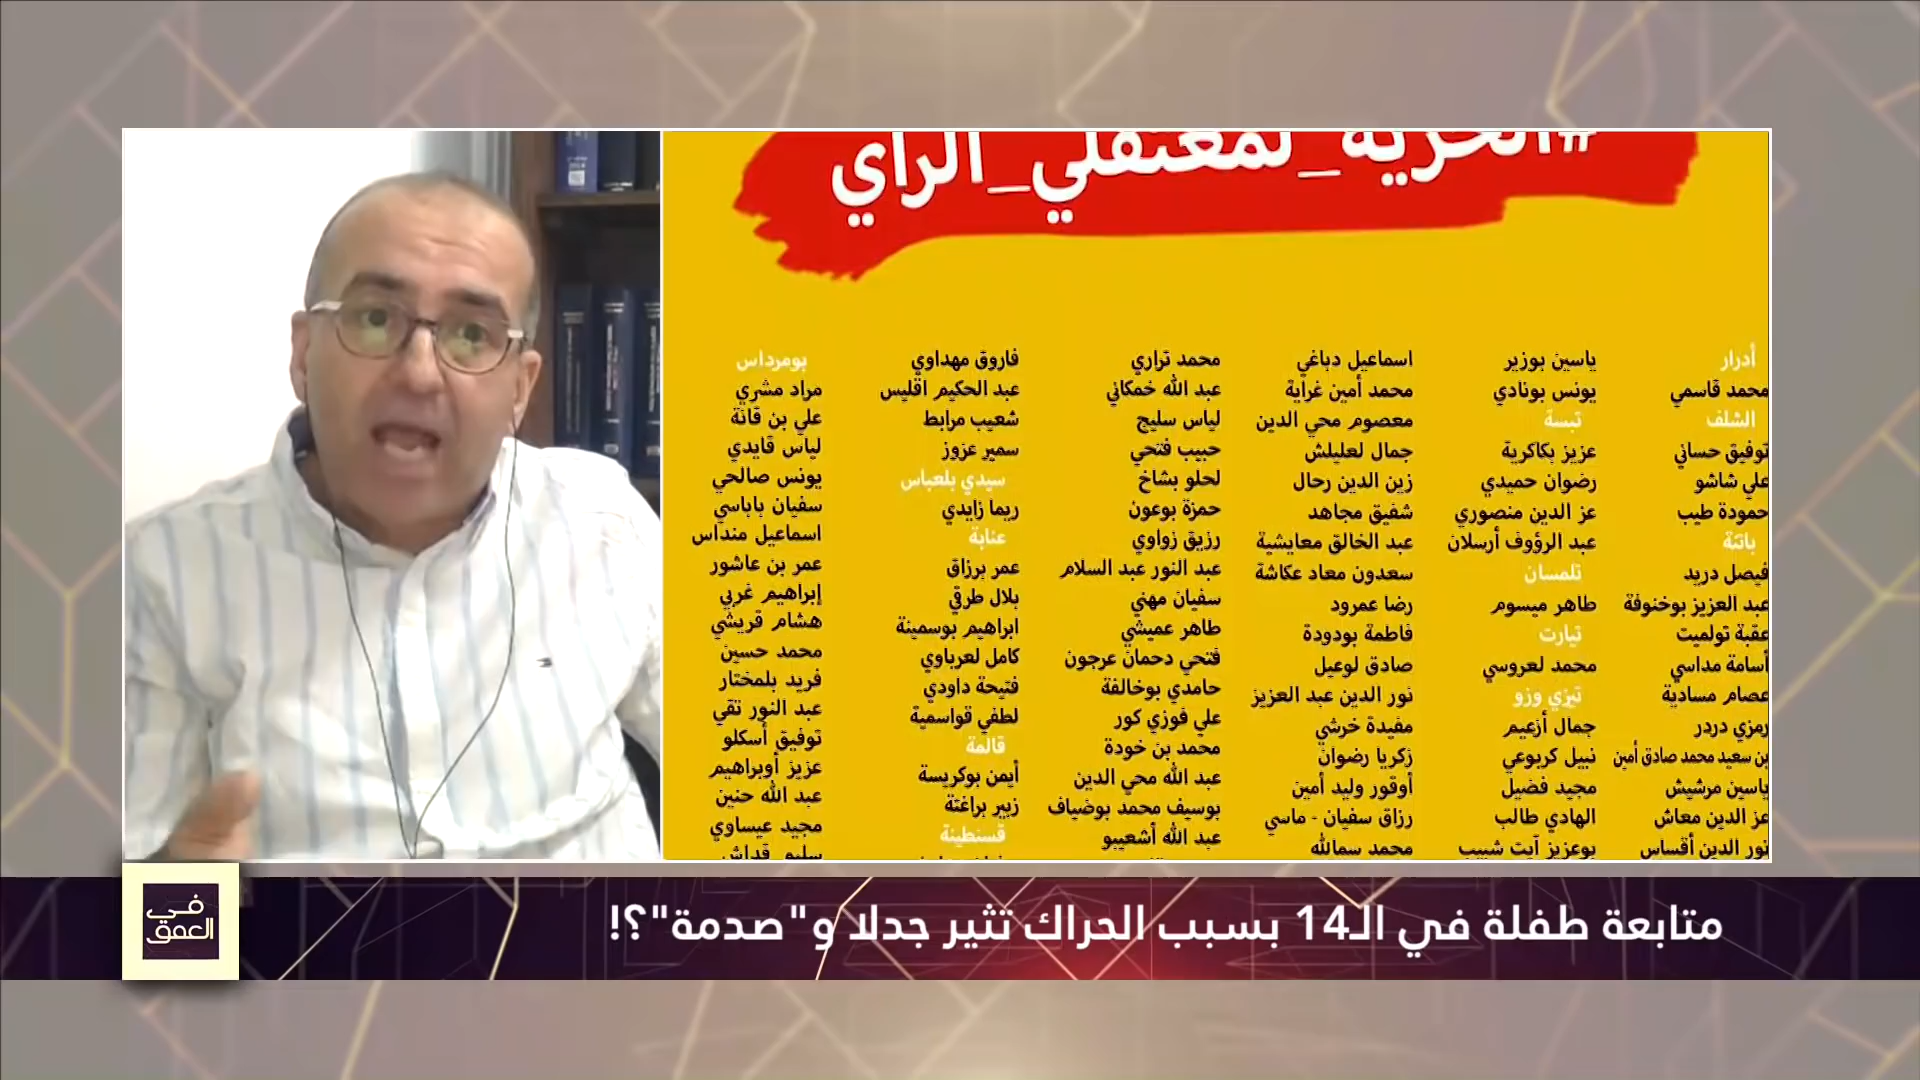 #الحرية_لمعتقلي_الراي
أدرار
محمد قاسمي
الشلف
توفيق حساني
علي شاشو
حمودة طيب
باتنة
فيصل دريد
عبد العزيز بوخنوفة
عقبة تولميت
أسامة مداسي
عصام مسادية
رمزي دردر
بن سعيد محمد صادق أمين
ياسين مرشيش
عز الدين معاش
نور الدين أقساس
ياسين بوزير
يونس بونادي
تبسة
عزيز بكاكرية
رضوان حميدي
عز الدين منصوري
عبد الرؤوف أرسلان
تلمسان
طاهر ميسوم
تيارت
محمد لعروسي
تيزي وزو
جمال أزعيم
نبيل كربوعي
مجيد فضيل
الهادي طالب
بوعزيز آيت شبيب
اسماعيل دباغي
محمد أمين غراية
معصوم محي الدين
جمال لعليلش
زين الدين رحال
شفيق مجاهد
عبد الخالق معايشية
سعدون معاد عكاشة
رضا عمرود
فاطمة بودودة
صادق لوعيل
نور الدين عبد العزيز
مفيدة خرشي
زكريا رضوان
أوقور وليد أمين
رزاق سفيان - ماسي
محمد سمالله
محمد تراري
عبد الله خمكاني
لياس سليج
حبيب فتحي
لحلو بشاخ
حمزة بوعون
رزيق زواوي
عبد النور عبد السلام
سفيان مهني
طاهر عميشي
فتحي دحمان عرجون
حامدي بوخالفة
علي فوزي كور
محمد بن خودة
عبد الله محي الدين
بوسيف محمد بوضياف
عبد الله أشعيبو
فاروق مهداوي
عبد الحكيم اقليس
شعيب مرابط
سمير عزوز
سيدي بلعباس
ريما زايدي
عنابة
عمر برزاق
بلال طرقي
ابراهيم بوسمينة
كامل لعرباوي
فتيحة داودي
لطفي قواسمية
قالمة
أيمن بوكريسة
زبير براغثة
قسنطينة
بومرداس
مراد مشري
علي بن قانة
لياس قايدي
يونس صالحي
سفيان باباسي
اسماعيل منداس
عمر بن عاشور
إبراهيم غربي
هشام قريشي
محمد حسين
فريد بلمختار
عبد النور تقي
توفيق أسكلو
عزيز أوبراهيم
عبد الله حنين
مجيد عيساوي
سليم قداش
متابعة طفلة في الـ14 بسبب الحراك تثير جدلا و"صدمة"؟!
في
العمق